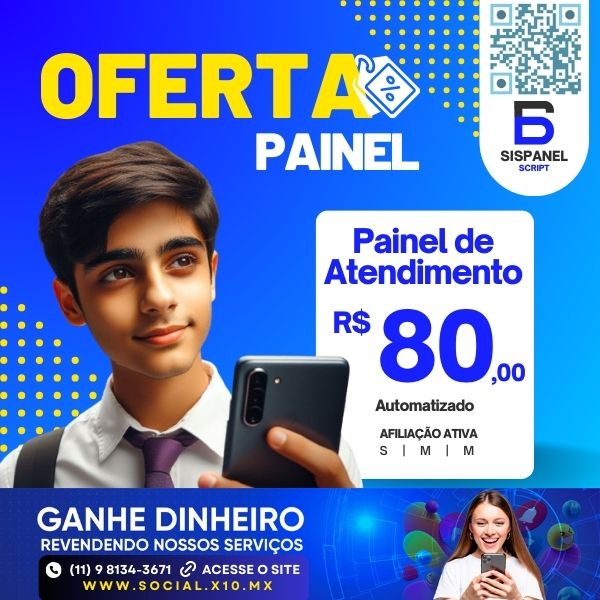 OFERTA
%
PAINEL
SISPANEL
SCRIPT
Painel de
Atendimento
R$ 80,00
Automatizado
AFILIAÇÃO ATIVA
S | M | M
GANHE DINHEIRO
REVENDENDO NOSSOS SERVIÇOS
(11) 9 8134-3671 ACESSE O SITE
WWW.SOCIAL.X10.MX